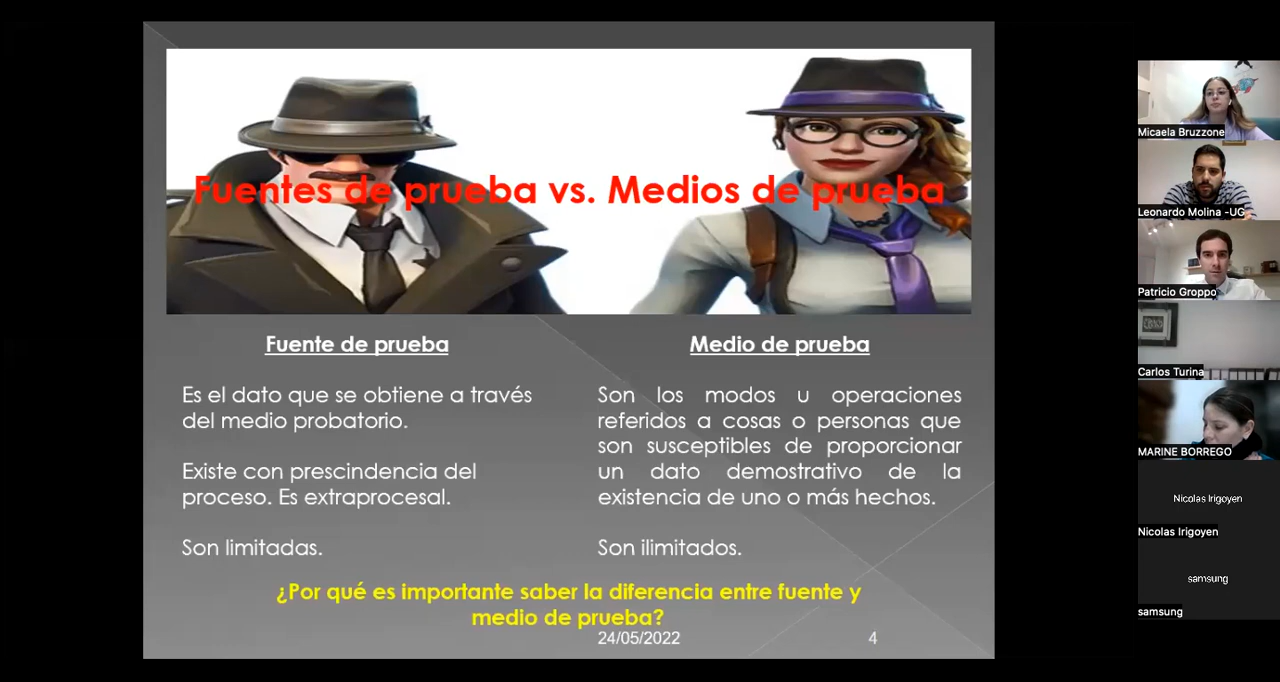 Fuentes de prueba vs. Medios de prueba
Fuente de prueba
Es el dato que se obtiene a través
del medio probatorio.
Existe con prescindencia del
proceso. Es extraprocesal.
Son limitadas.
Medio de prueba
Son los modos u operaciones
referidos a cosas o personas que
son susceptibles de proporcionar
un dato demostrativo de la
existencia de uno o más hechos.
Son ilimitados.
¿Por qué es importante saber la diferencia entre fuente y
medio de prueba?
24/05/2022
4
Micaela Bruzzone
Leonardo Molina -UG
Patricio Groppo
Carlos Turina
MARINE BORREGO
Nicolas Irigoyen
Nicolas Irigoyen
samsung
samsung